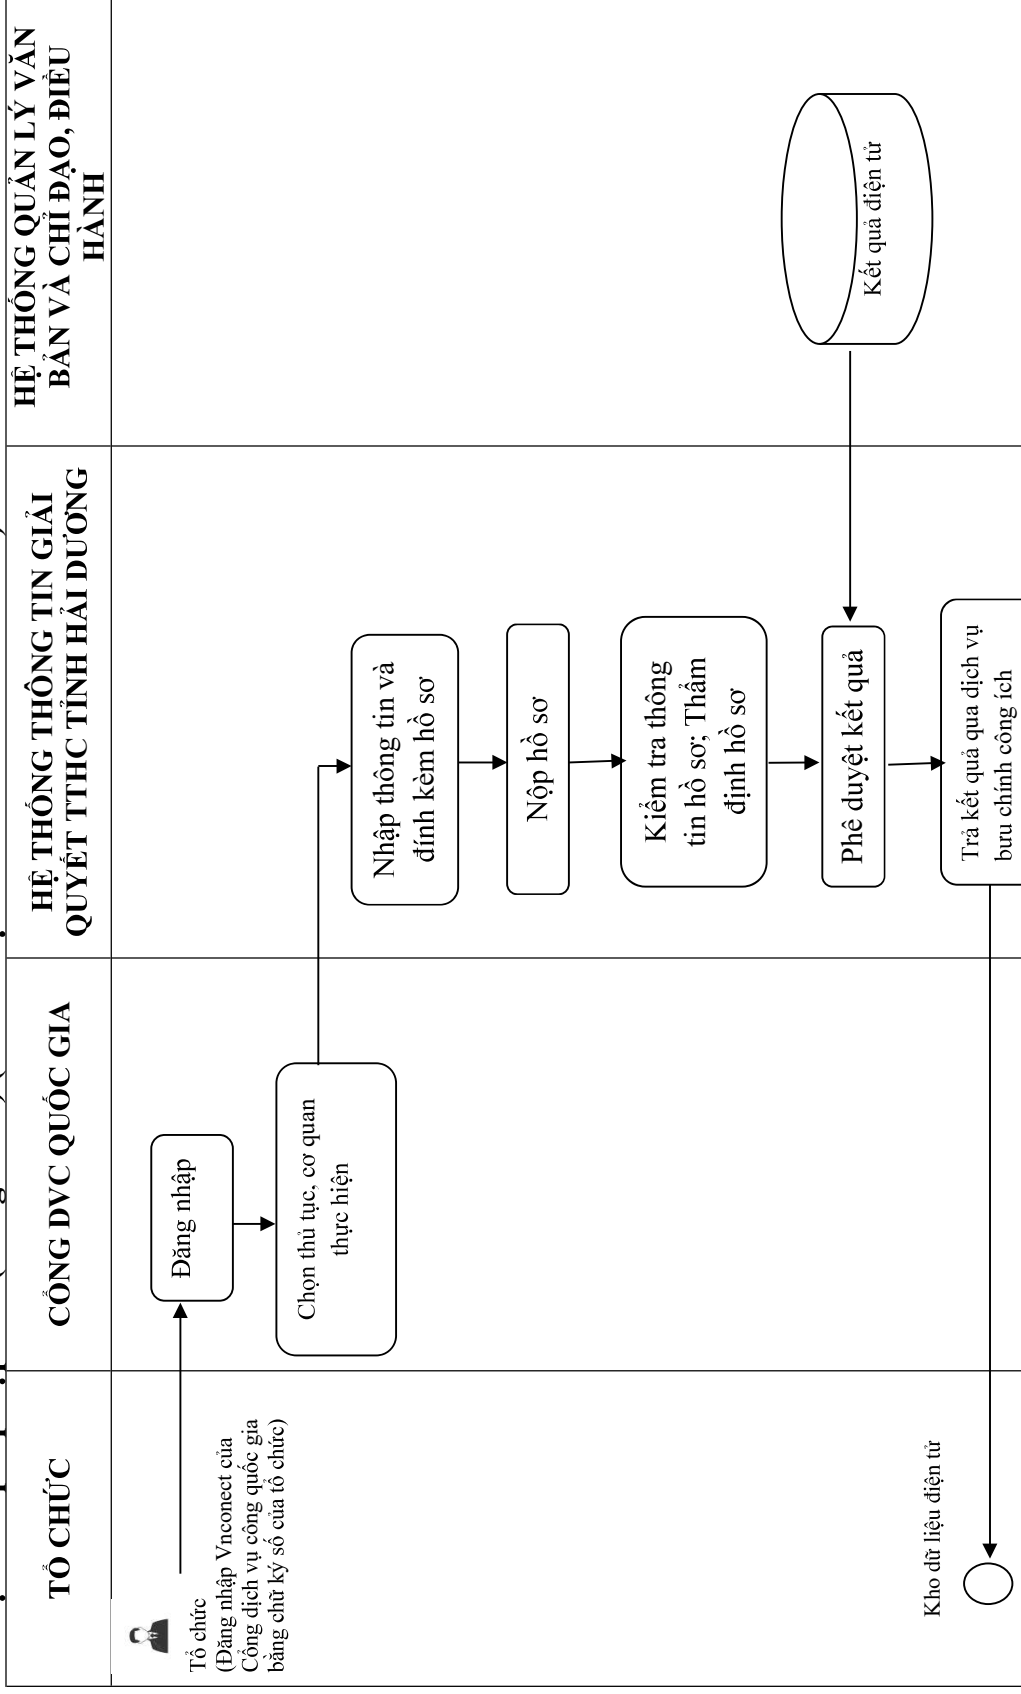 TỔ CHỨC
CỔNG DVC QUỐC GIA
HỆ THỐNG THÔNG TIN GIẢI
QUYẾT TTHC TỈNH HẢI DƯƠNG
HỆ THỐNG QUẢN LÝ VĂN
BẢN VÀ CHỈ ĐẠO, ĐIỀU
HÀNH
Tổ chức
(Đăng nhập Vnconect của
Cổng dịch vụ công quốc gia
bằng chữ ký số của tổ chức)
Đăng nhập
Chọn thủ tục, cơ quan
thực hiện
Nhập thông tin và
đính kèm hồ sơ
Nộp hồ sơ
Kiểm tra thông
tin hồ sơ; Thẩm
định hồ sơ
Phê duyệt kết quả
Kết quả điện tử
Trả kết quả qua dịch vụ
bưu chính công ích
Kho dữ liệu điện tử